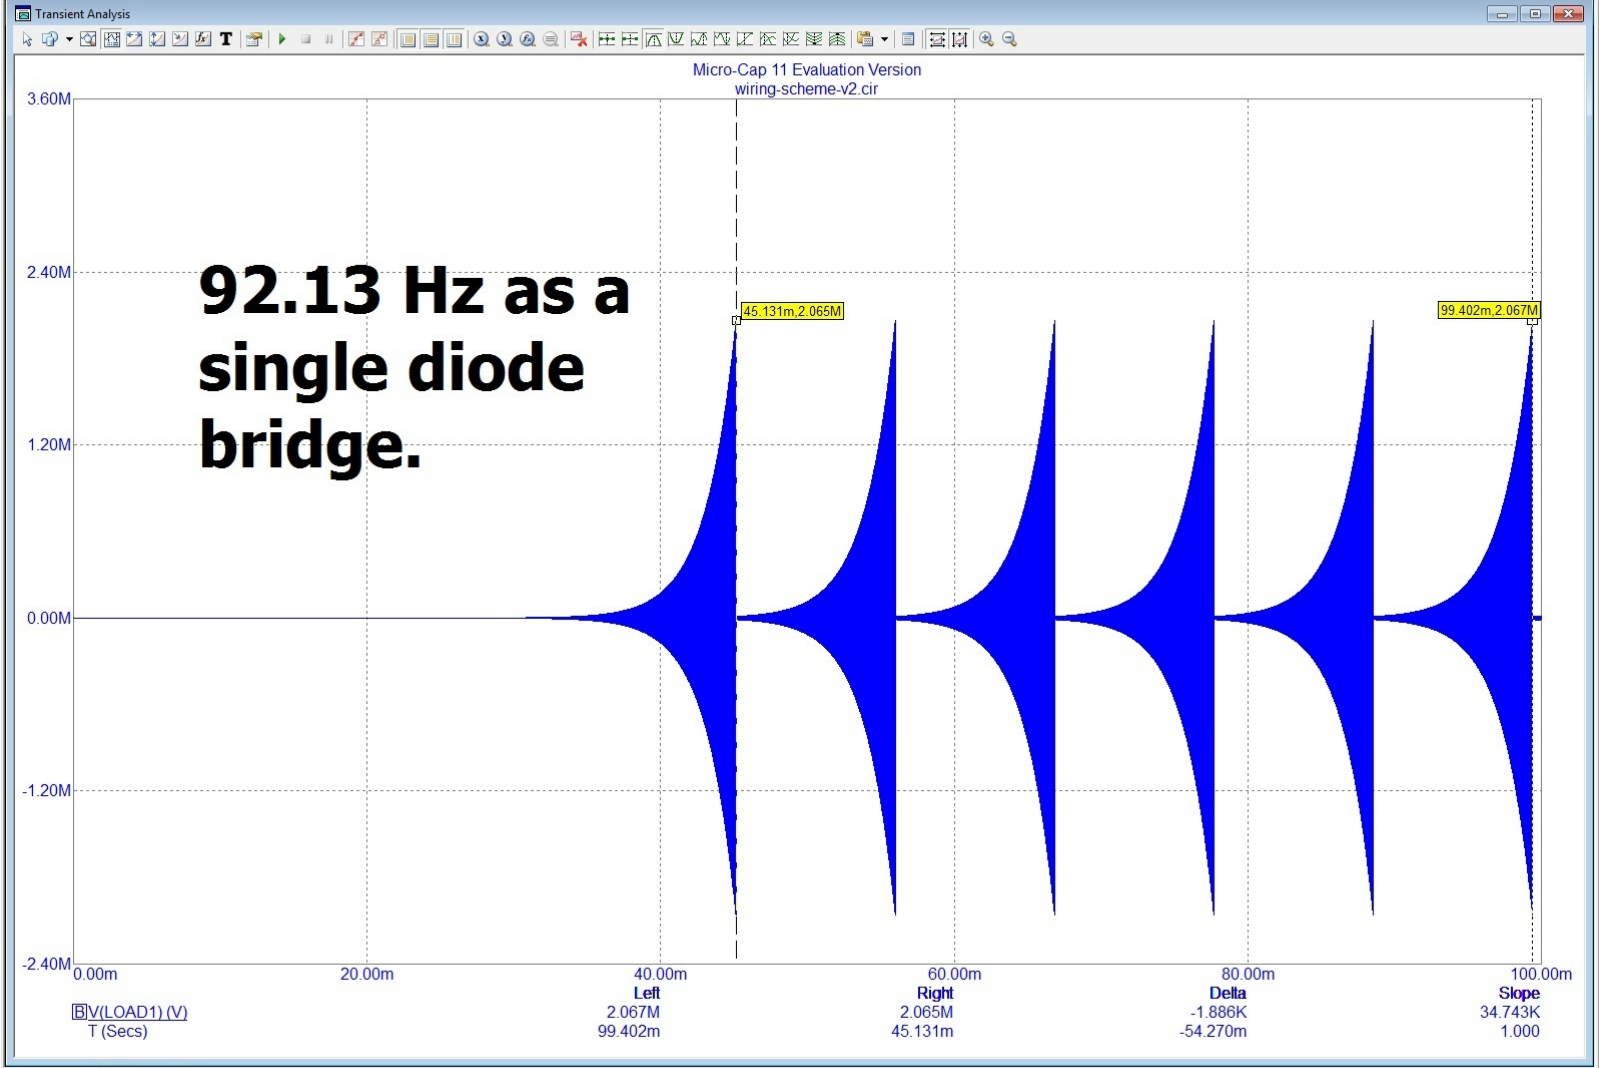 Transient Analysis
T
Micro-Cap 11 Evaluation Version
wiring-scheme-v2.cir
3.60M
2.40M
1.20M
0.00M
-1.20M
-2.40M
92.13 Hz as a
single diode
bridge.
45.131m,2.065M
99.402m,2.067M
0.00m 20.00m 40.00m 60.00m 80.00m 100.00m
Left Right Delta Slope
B V(LOAD1) (V) 2.067M 2.065M -1.886K 34.743K
T (Secs) 99.402m 45.131m -54.270m 1.000